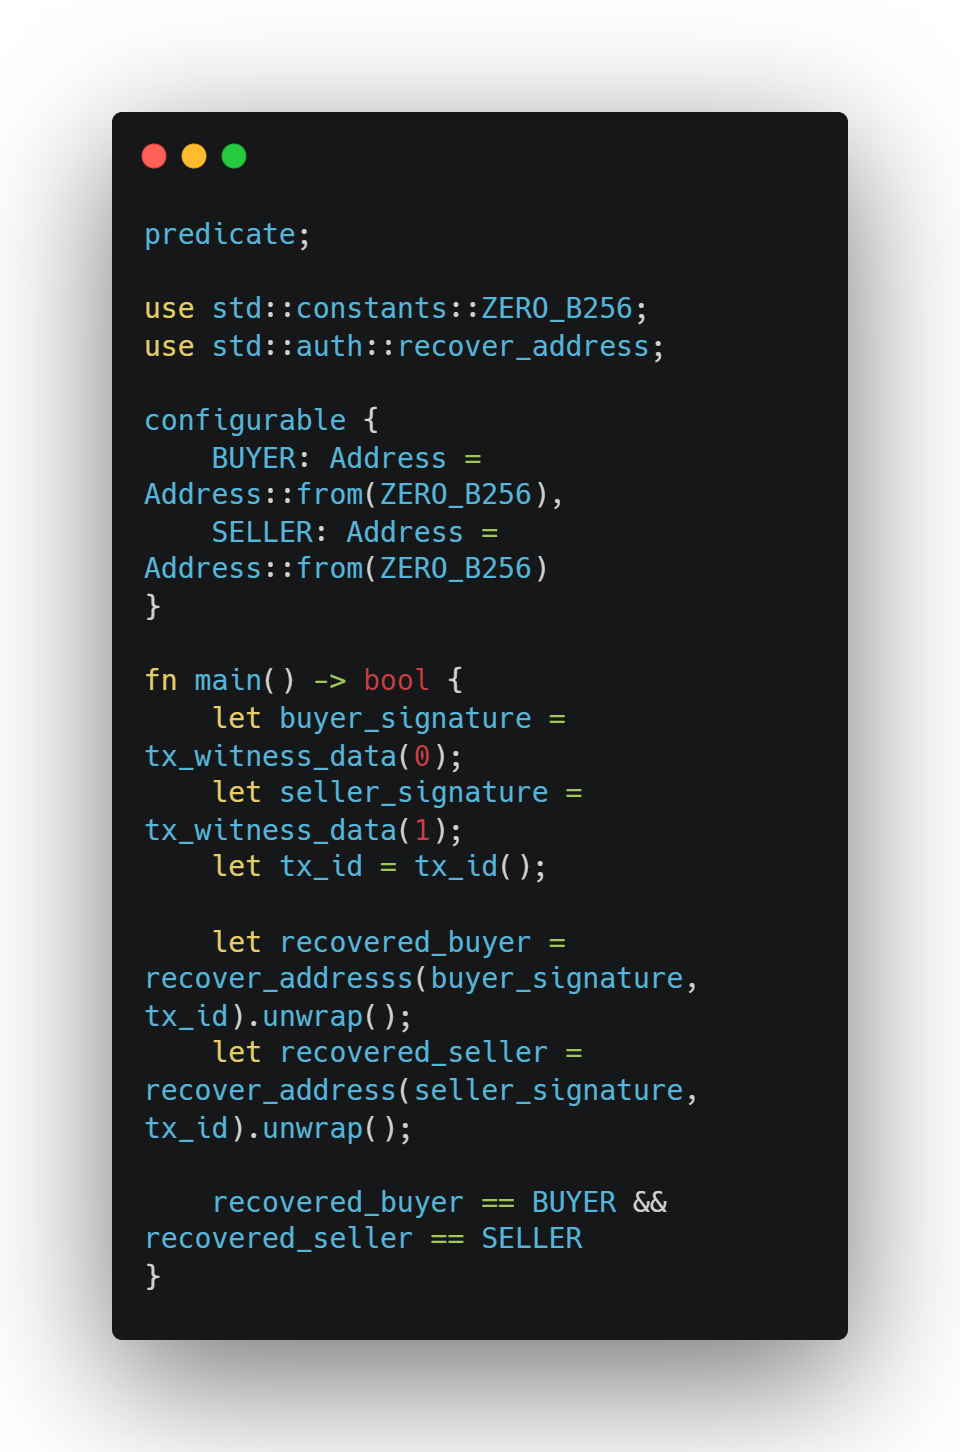 predicate;

use std::constants::ZERO_B256;
use std::auth::recover_address;

configurable {
    BUYER: Address =
Address::from(ZERO_B256),
    SELLER: Address =
Address::from(ZERO_B256)
}

fn main() -> bool {
    let buyer_signature =
tx_witness_data(0);
    let seller_signature =
tx_witness_data(1);
    let tx_id = tx_id();

    let recovered_buyer =
recover_addresss(buyer_signature,
tx_id).unwrap();
    let recovered_seller =
recover_address(seller_signature,
tx_id).unwrap();

    recovered_buyer == BUYER &&
recovered_seller == SELLER
}